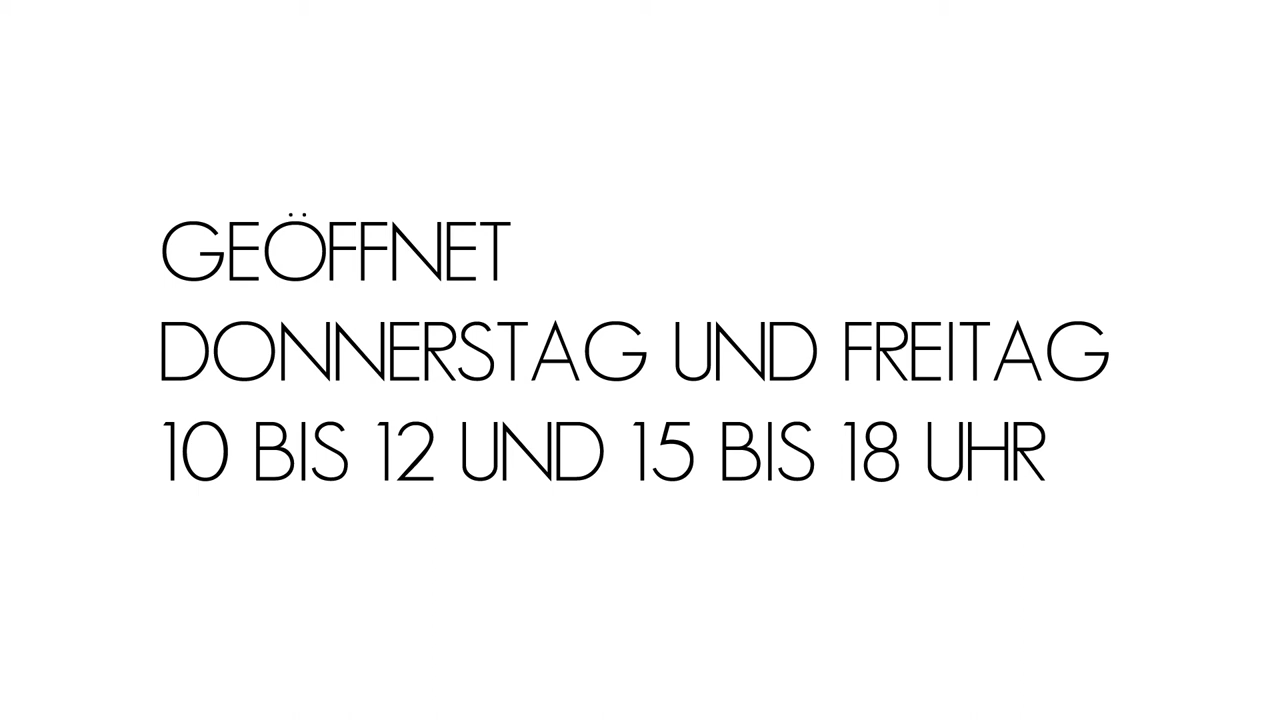 GEÖFFNET
DONNERSTAG UND FREITAG
10 BIS 12 UND 15 BIS 18 UHR